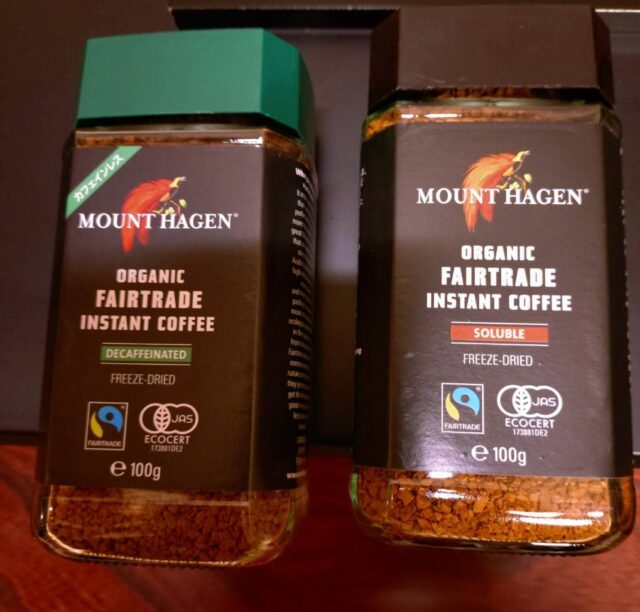 カフェインレス
MOUNT HAGEN®
ORGANIC
FAIRTRADE
INSTANT COFFEE
DECAFFEINATED
FREEZE-DRIED
FAIRTRADE
JAS
ECOCERT
173881DE2
℮ 100g
MOUNT HAGEN®
ORGANIC
FAIRTRADE
INSTANT COFFEE
SOLUBLE
FREEZE-DRIED
FAIRTRADE
JAS
ECOCERT
173881DE2
℮ 100g